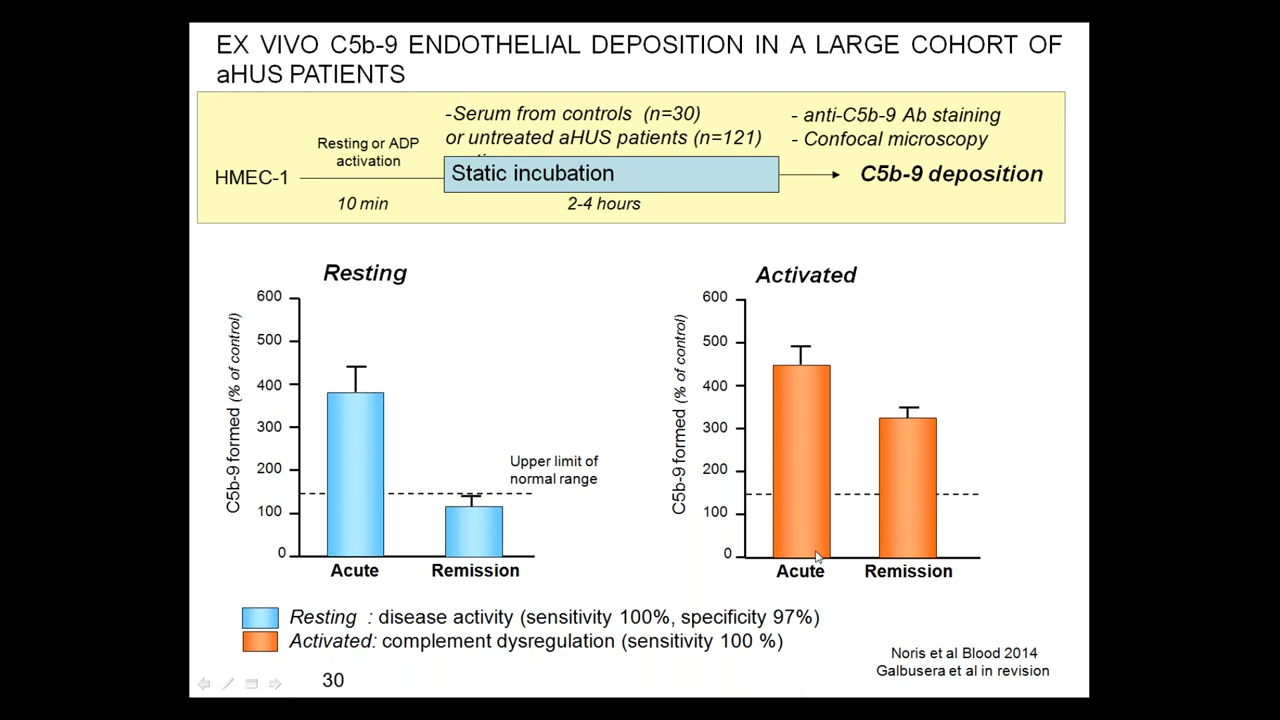 EX VIVO C5b-9 ENDOTHELIAL DEPOSITION IN A LARGE COHORT OF
aHUS PATIENTS
HMEC-1
Resting or ADP
activation
10 min
-Serum from controls (n=30)
or untreated aHUS patients (n=121)
Static incubation
2-4 hours
- anti-C5b-9 Ab staining
- Confocal microscopy
C5b-9 deposition
Resting
C5b-9 formed (% of control)
600
500
400
300
200
100
0
Upper limit of
normal range
Acute
Remission
Activated
C5b-9 formed (% of control)
600
500
400
300
200
100
0
Acute
Remission
Resting : disease activity (sensitivity 100%, specificity 97%)
Activated: complement dysregulation (sensitivity 100 %)
Noris et al Blood 2014
Galbusera et al in revision
30